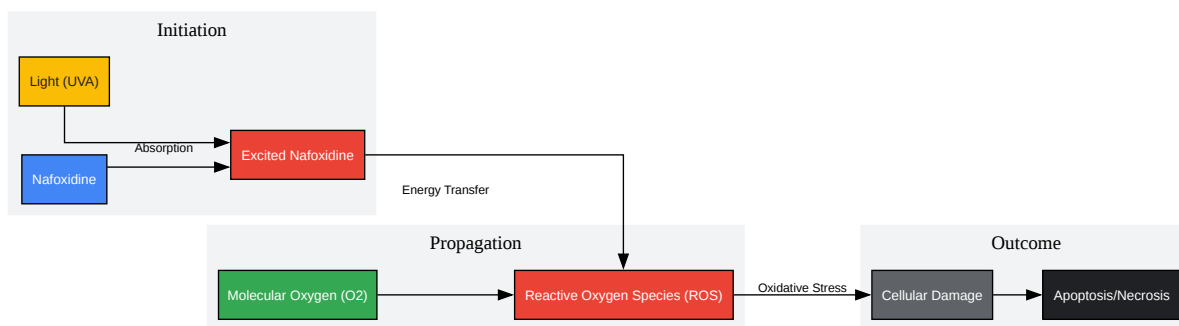 Initiation
Light (UVA)
Absorption
Excited Nafoxidine
Nafoxidine
Energy Transfer
Propagation
Outcome
Molecular Oxygen (O2)
Reactive Oxygen Species (ROS)
Oxidative Stress
Cellular Damage
Apoptosis/Necrosis